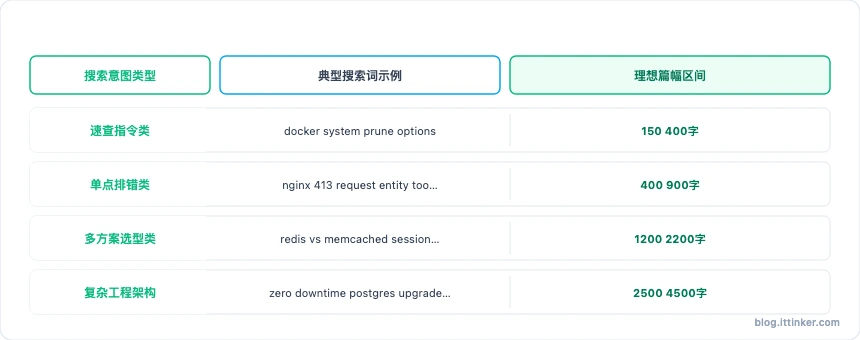 搜索意图类型 典型搜索词示例 理想篇幅区间
速查指令类 docker system prune options 150 400字
单点排错类 nginx 413 request entity too... 400 900字
多方案选型类 redis vs memcached session... 1200 2200字
复杂工程架构 zero downtime postgres upgrade... 2500 4500字
blog.ittinker.com